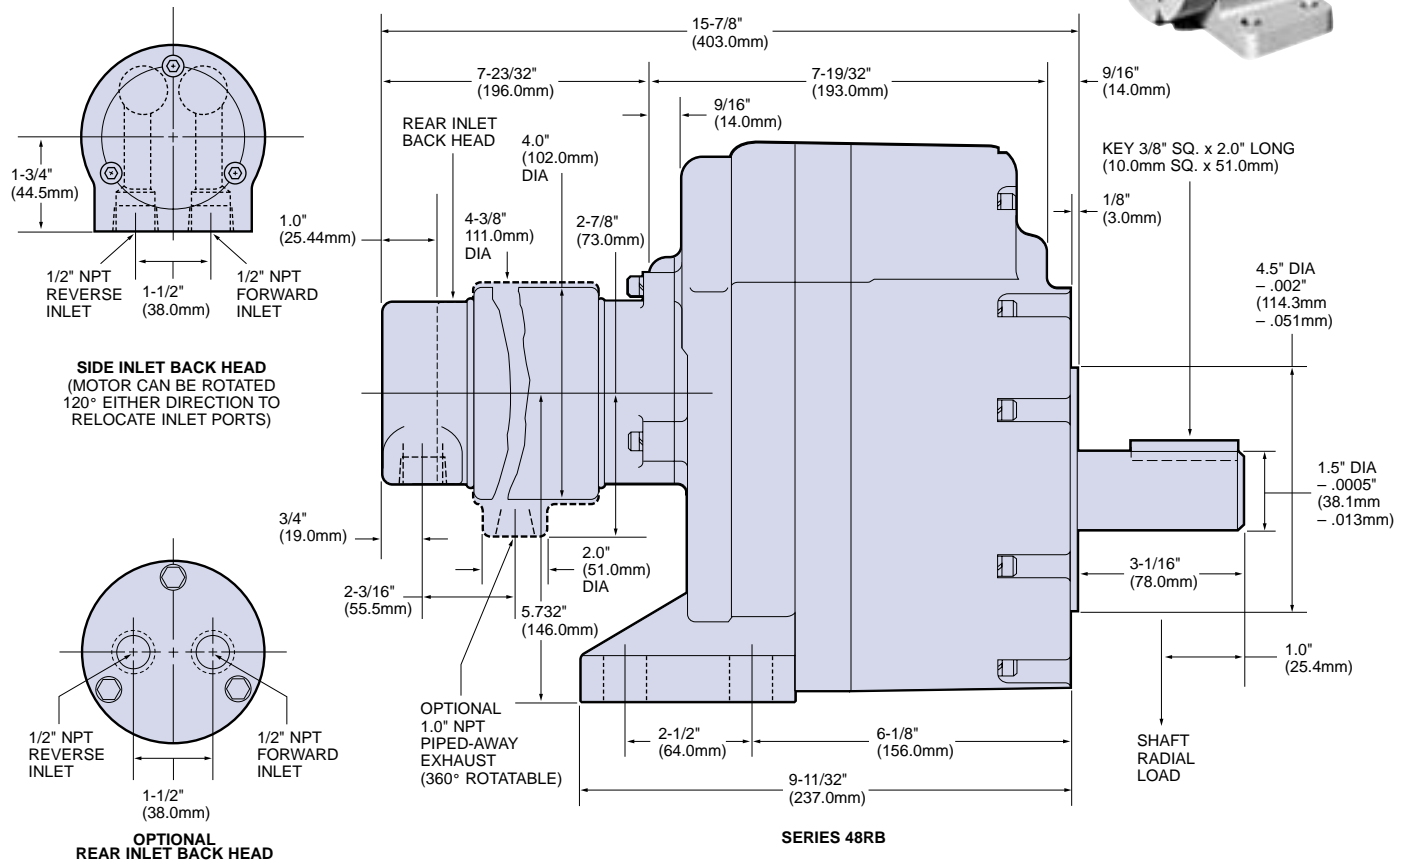 15-7/8"
(403.0mm)
7-23/32"
(196.0mm)
7-19/32"
(193.0mm)
9/16"
(14.0mm)
9/16"
(14.0mm)
REAR INLET
BACK HEAD
4.0"
(102.0mm)
DIA
KEY 3/8" SQ. x 2.0" LONG
(10.0mm SQ. x 51.0mm)
1-3/4"
(44.5mm)
1/8"
(3.0mm)
1.0"
(25.44mm)
4-3/8"
111.0mm)
DIA
2-7/8"
(73.0mm)
1/2" NPT
REVERSE
INLET
1-1/2"
(38.0mm)
1/2" NPT
FORWARD
INLET
4.5" DIA
– .002"
(114.3mm
– .051mm)
SIDE INLET BACK HEAD
(MOTOR CAN BE ROTATED
120° EITHER DIRECTION TO
RELOCATE INLET PORTS)
1.5" DIA
– .0005"
(38.1mm
– .013mm)
3/4"
(19.0mm)
2.0"
(51.0mm)
DIA
3-1/16"
(78.0mm)
2-3/16"
(55.5mm)
5.732"
(146.0mm)
1.0"
(25.4mm)
OPTIONAL
1.0" NPT
PIPED-AWAY
EXHAUST
(360° ROTATABLE)
2-1/2"
(64.0mm)
6-1/8"
(156.0mm)
SHAFT
RADIAL
LOAD
1/2" NPT
REVERSE
INLET
1/2" NPT
FORWARD
INLET
9-11/32"
(237.0mm)
1-1/2"
(38.0mm)
OPTIONAL
REAR INLET BACK HEAD
SERIES 48RB